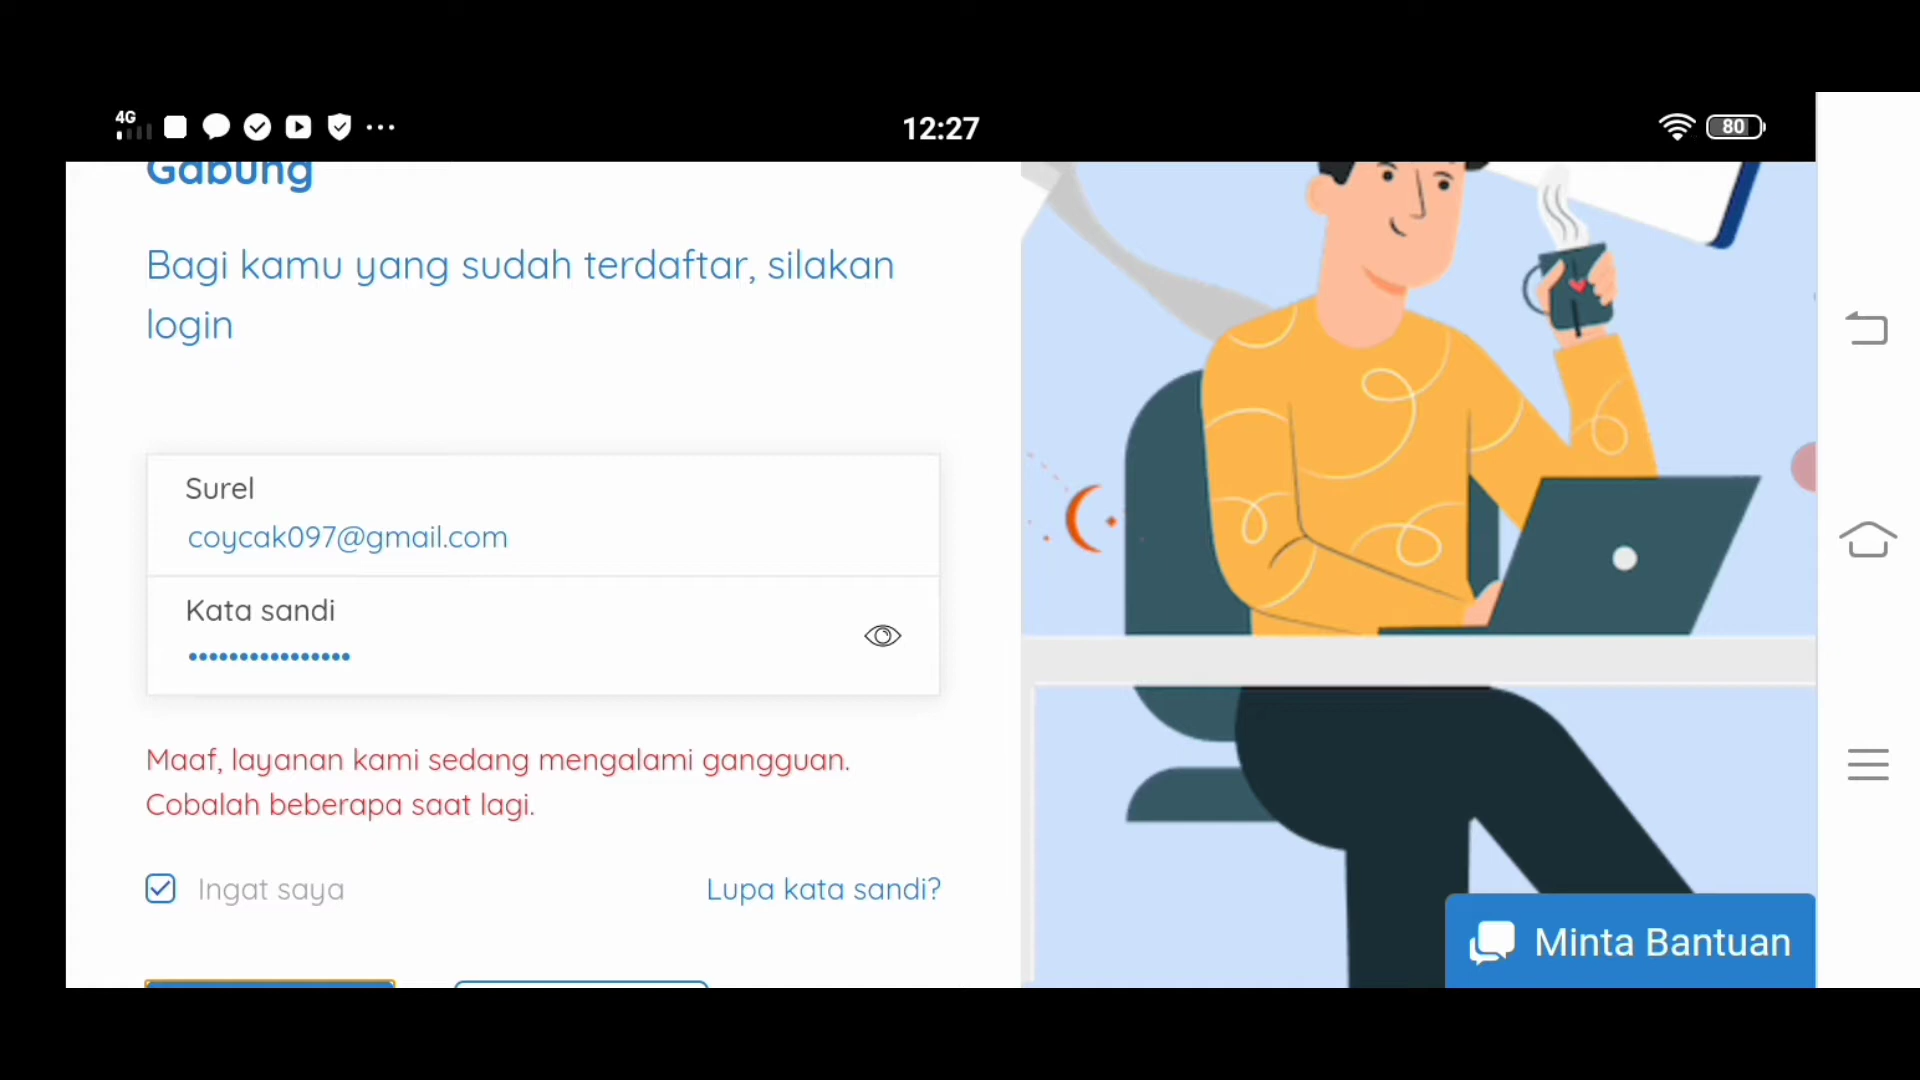 4G
12:27
80
Gabung
Bagi kamu yang sudah terdaftar, silakan
login
Surel
coycak097@gmail.com
Kata sandi
••••••••••••••••
Maaf, layanan kami sedang mengalami gangguan.
Cobalah beberapa saat lagi.
Ingat saya
Lupa kata sandi?
Minta Bantuan